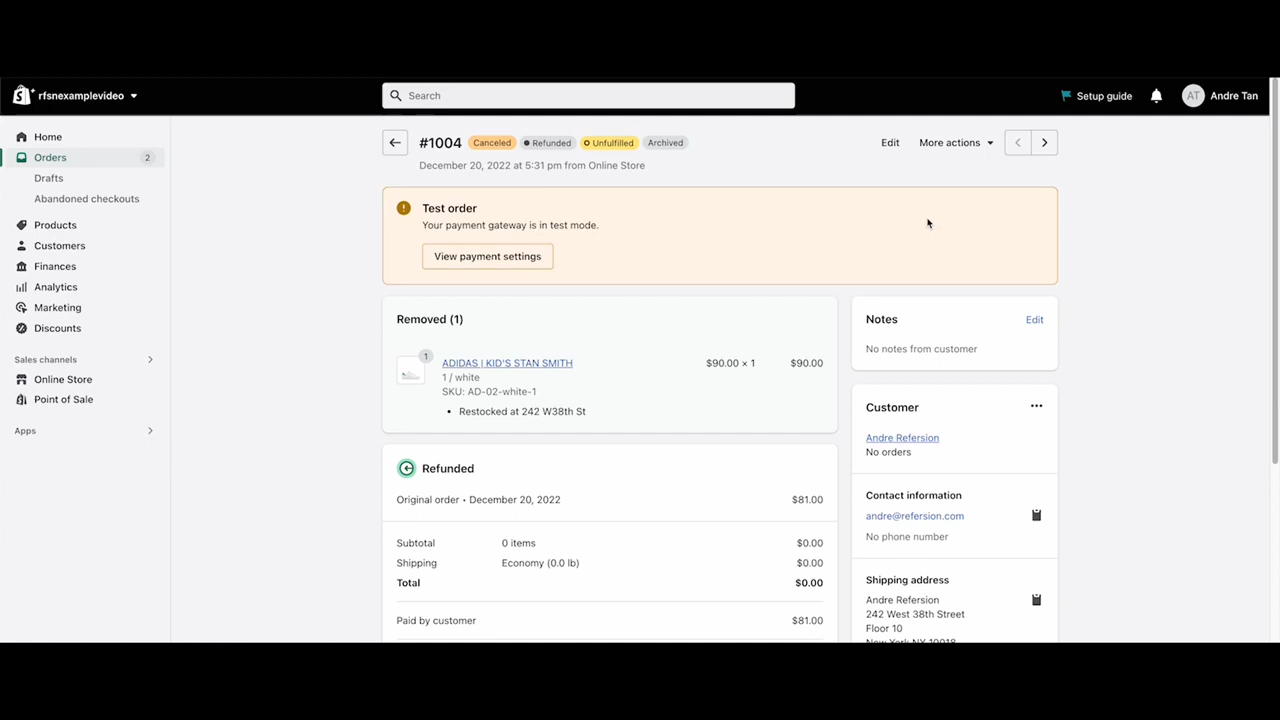 rfsnexamplevideo
Search
Setup guide
AT
Andre Tan
Home
Orders 2
Drafts
Abandoned checkouts
Products
Customers
Finances
Analytics
Marketing
Discounts
Sales channels
Online Store
Point of Sale
Apps
#1004 Canceled Refunded Unfulfilled Archived
Edit More actions
December 20, 2022 at 5:31 pm from Online Store
Test order
Your payment gateway is in test mode.
View payment settings
Removed (1)
1
ADIDAS | KID'S STAN SMITH $90.00 × 1 $90.00
1 / white
SKU: AD-02-white-1
• Restocked at 242 W38th St
Refunded
Original order • December 20, 2022 $81.00
Subtotal 0 items $0.00
Shipping Economy (0.0 lb) $0.00
Total $0.00
Paid by customer $81.00
Notes Edit
No notes from customer
Customer
Andre Refersion
No orders
Contact information
andre@refersion.com
No phone number
Shipping address
Andre Refersion
242 West 38th Street
Floor 10
New York NY 10018